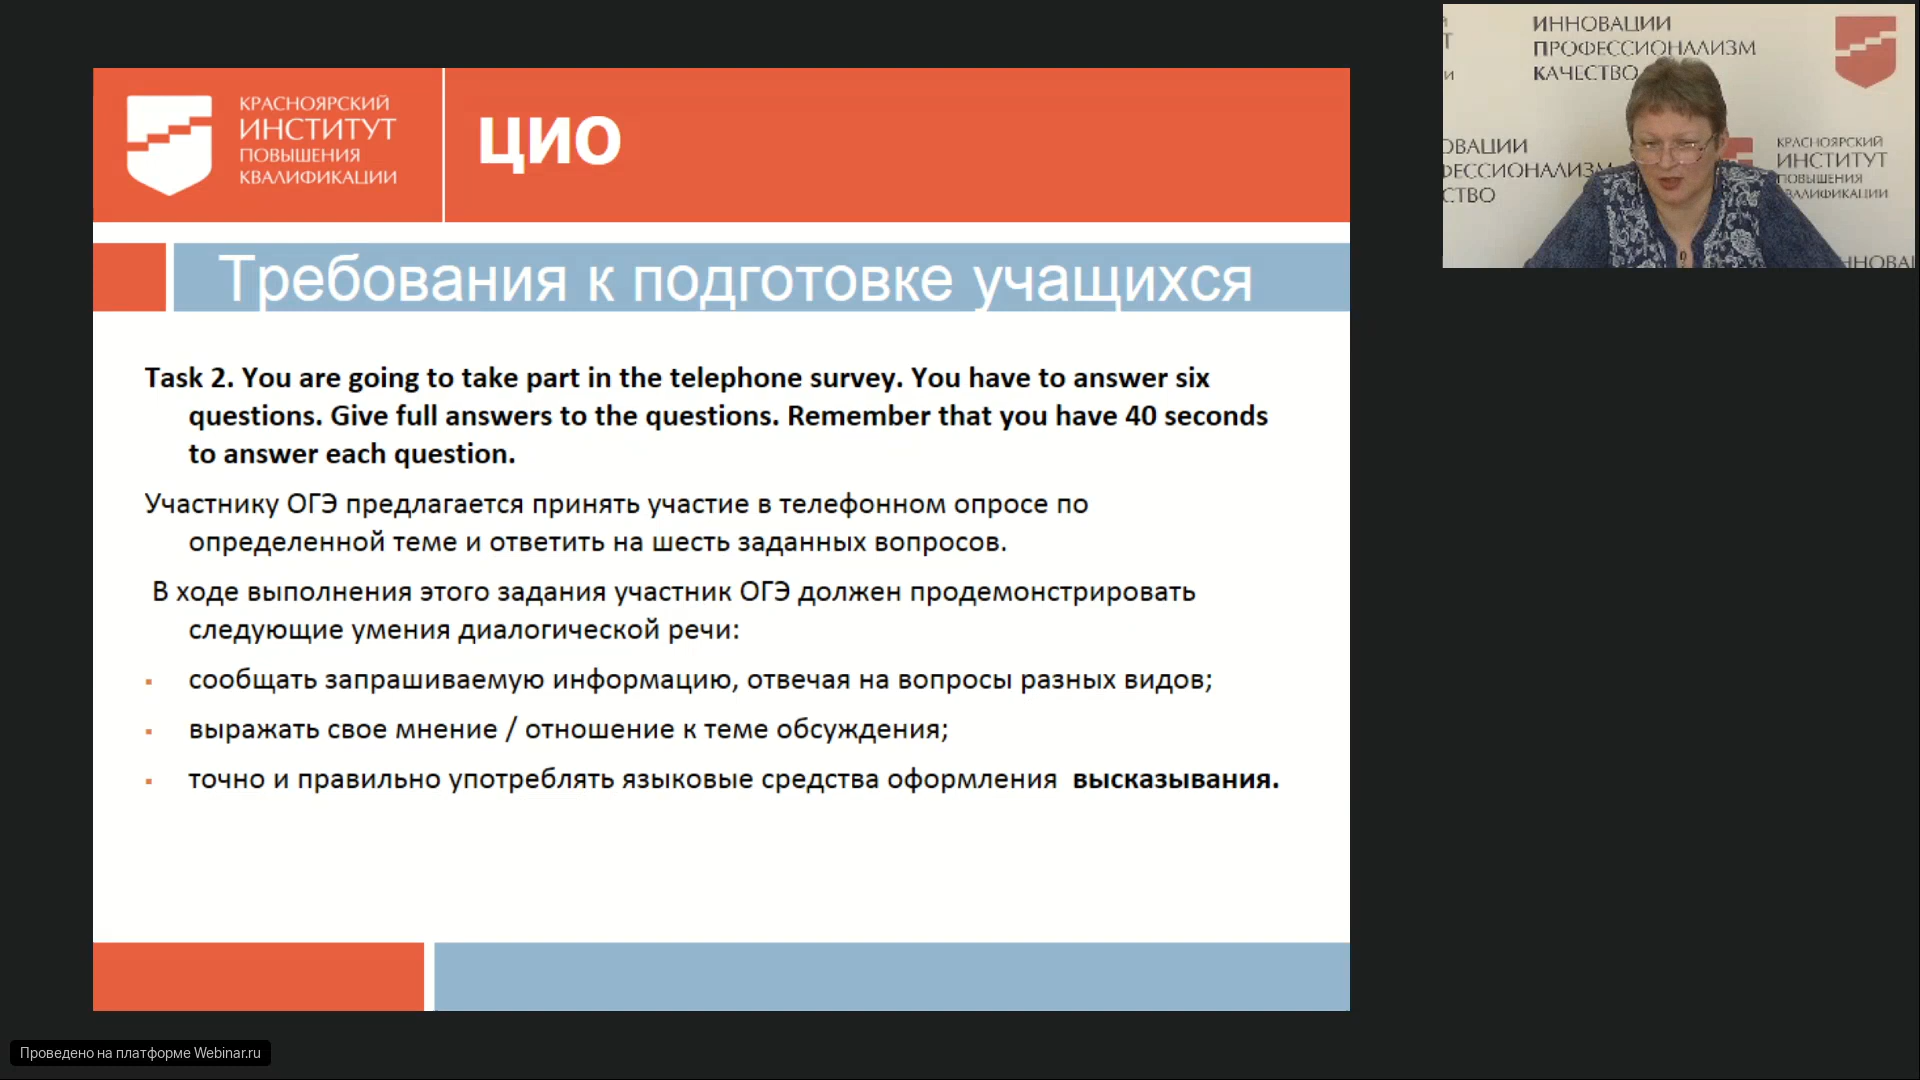 КРАСНОЯРСКИЙ
ИНСТИТУТ
ПОВЫШЕНИЯ
КВАЛИФИКАЦИИ
ЦИО
Требования к подготовке учащихся
Task 2. You are going to take part in the telephone survey. You have to answer six
questions. Give full answers to the questions. Remember that you have 40 seconds
to answer each question.
Участнику ОГЭ предлагается принять участие в телефонном опросе по
определенной теме и ответить на шесть заданных вопросов.
В ходе выполнения этого задания участник ОГЭ должен продемонстрировать
следующие умения диалогической речи:
▪ сообщать запрашиваемую информацию, отвечая на вопросы разных видов;
▪ выражать свое мнение / отношение к теме обсуждения;
▪ точно и правильно употреблять языковые средства оформления высказывания.
ИННОВАЦИИ
ПРОФЕССИОНАЛИЗМ
КАЧЕСТВО
ОВАЦИИ
ФЕССИОНАЛИЗМ
СТВО
КРАСНОЯРСКИЙ
ИНСТИТУТ
ПОВЫШЕНИЯ
КВАЛИФИКАЦИИ
Проведено на платформе Webinar.ru